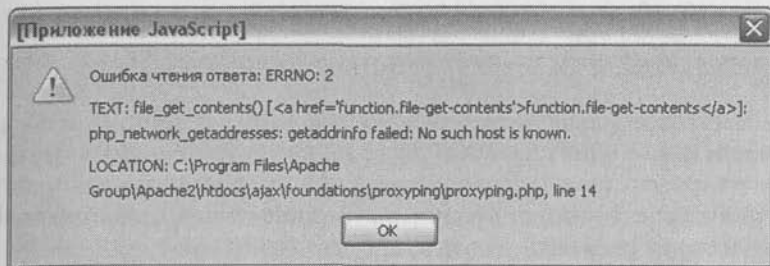 [Приложение JavaScript]
Ошибка чтения ответа: ERRNO: 2
TEXT: file_get_contents() [<a href='function.file-get-contents'>function.file-get-contents</a>]:
php_network_getaddresses: getaddrinfo failed: No such host is known.
LOCATION: C:\Program Files\Apache
Group\Apache2\htdocs\ajax\foundations\proxyping\proxyping.php, line 14
OK